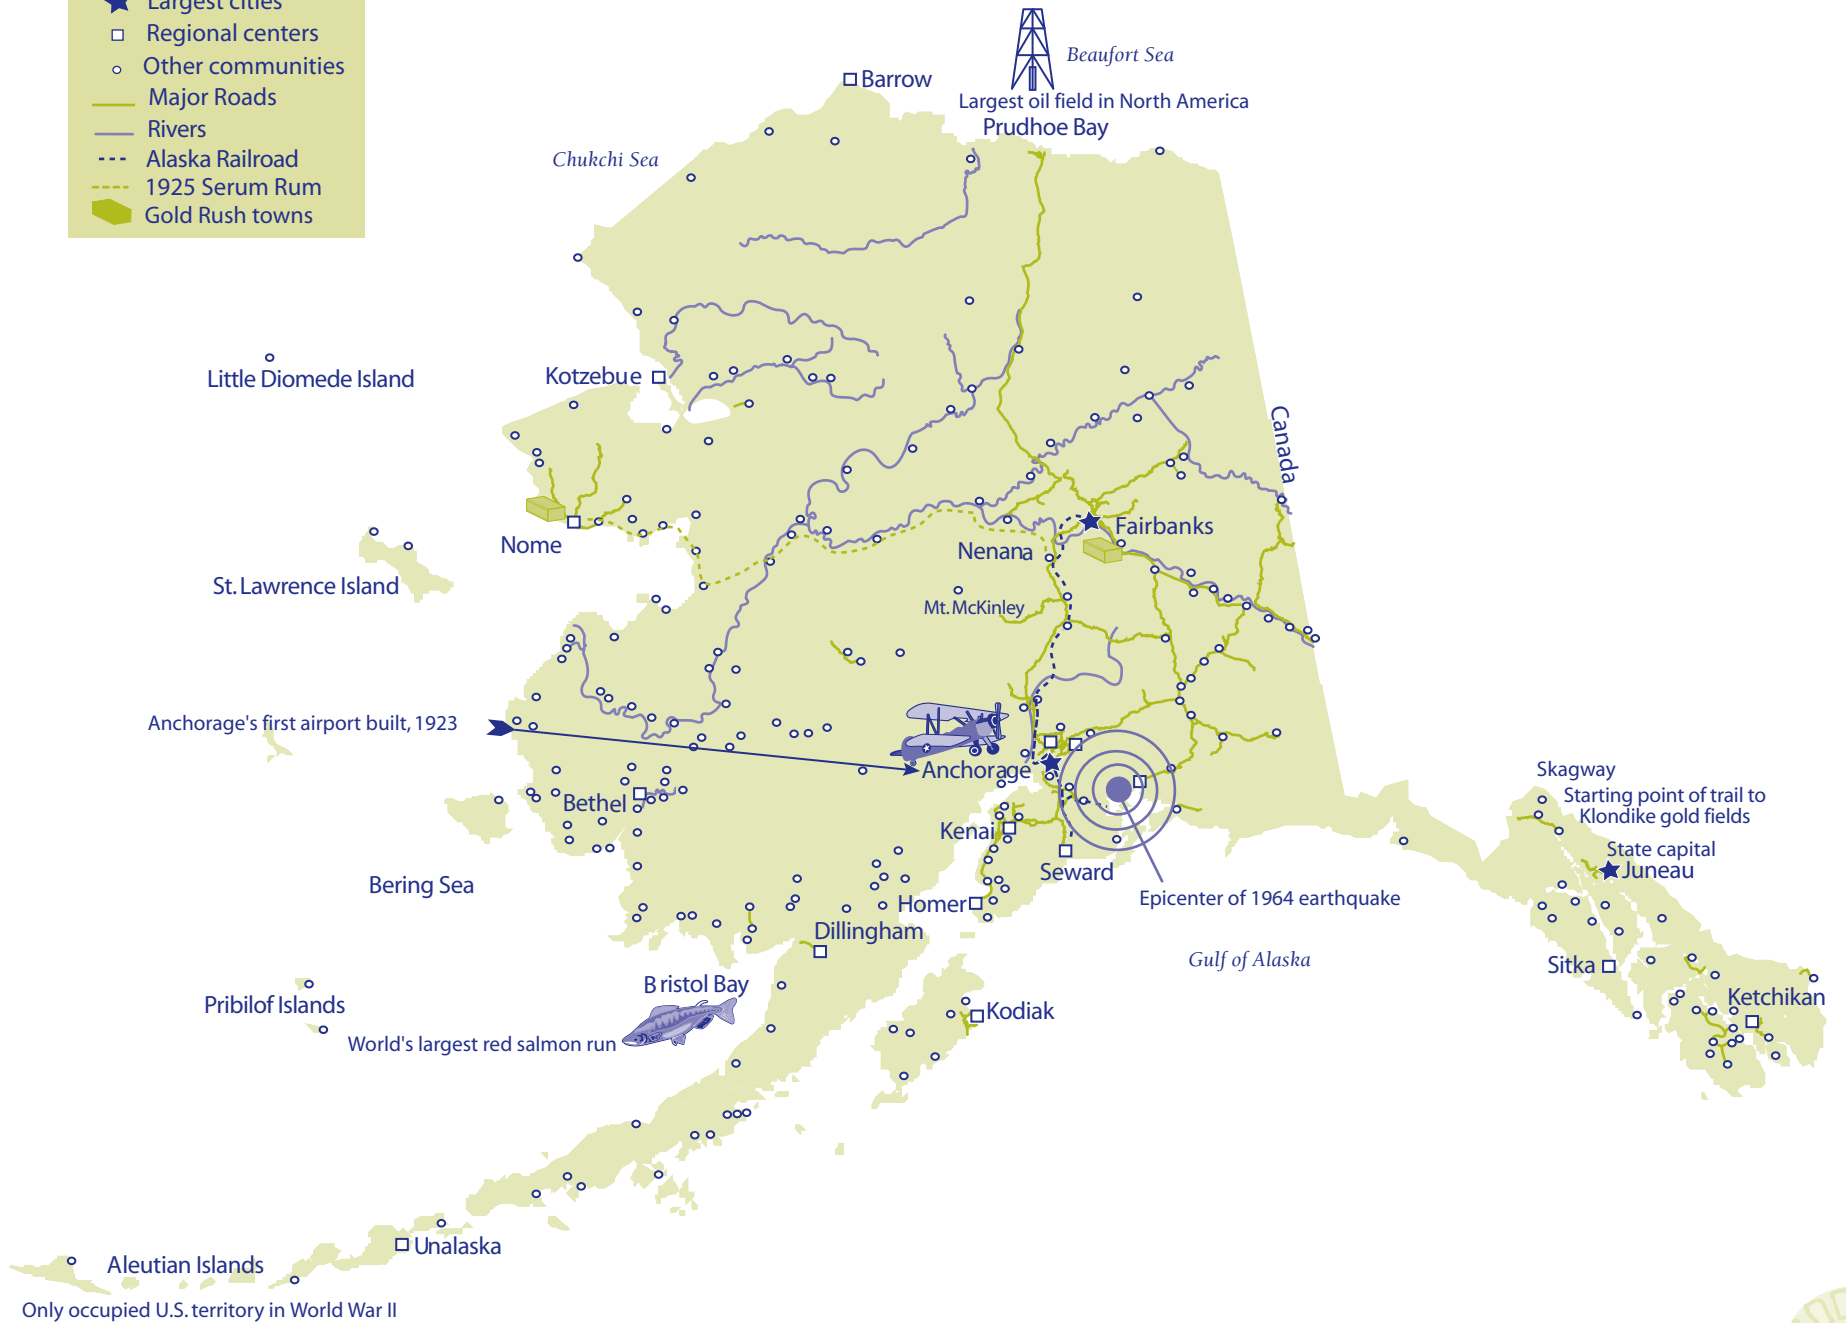 Largest cities
Regional centers
Other communities
Major Roads
Rivers
Alaska Railroad
1925 Serum Rum
Gold Rush towns
Beaufort Sea
Barrow
Largest oil field in North America
Prudhoe Bay
Chukchi Sea
Little Diomede Island
Kotzebue
Canada
Nome
Fairbanks
Nenana
St. Lawrence Island
Mt. McKinley
Anchorage's first airport built, 1923
N
Anchorage
Skagway
Starting point of trail to
Klondike gold fields
Bethel
Kenai
State capital
Juneau
Seward
Bering Sea
Epicenter of 1964 earthquake
Homer
Dillingham
Gulf of Alaska
Sitka
Bristol Bay
Ketchikan
Pribilof Islands
Kodiak
World's largest red salmon run
Unalaska
Aleutian Islands
Only occupied U.S. territory in World War II